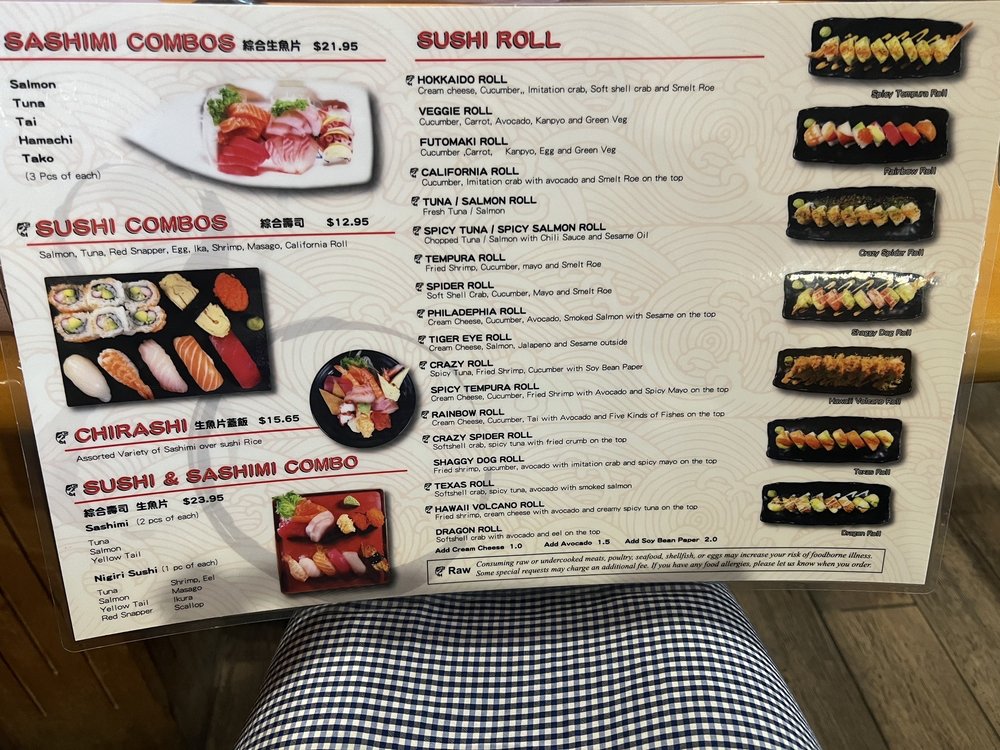 SASHIMI COMBOS 綜合生魚片 $21.95
Salmon
Tuna
Tai
Hamachi
Tako
(3 Pcs of each)
SUSHI COMBOS 綜合壽司 $12.95
Salmon, Tuna, Red Snapper, Egg, Ika, Shrimp, Masago, California Roll
CHIRASHI 生魚片蓋飯 $15.65
Assorted Variety of Sashimi over sushi Rice
SUSHI & SASHIMI COMBO
綜合壽司 生魚片 $23.95
Sashimi (2 pcs of each)
Tuna
Salmon
Yellow Tail
Nigiri Sushi (1 pc of each)
Tuna Shrimp, Eel
Salmon Masago
Yellow Tail Ikura
Red Snapper Scallop
SUSHI ROLL
HOKKAIDO ROLL
Cream cheese, Cucumber,, Imitation crab, Soft shell crab and Smelt Roe
VEGGIE ROLL
Cucumber, Carrot, Avocado, Kanpyo and Green Veg
FUTOMAKI ROLL
Cucumber ,Carrot, Kanpyo, Egg and Green Veg
CALIFORNIA ROLL
Cucumber, Imitation crab with avocado and Smelt Roe on the top
TUNA / SALMON ROLL
Fresh Tuna / Salmon
SPICY TUNA / SPICY SALMON ROLL
Chopped Tuna / Salmon with Chili Sauce and Sesame Oil
TEMPURA ROLL
Fried Shrimp, Cucumber, mayo and Smelt Roe
SPIDER ROLL
Soft Shell Crab, Cucumber, Mayo and Smelt Roe
PHILADEPHIA ROLL
Cream Cheese, Cucumber, Avocado, Smoked Salmon with Sesame on the top
TIGER EYE ROLL
Cream Cheese, Salmon, Jalapeno and Sesame outside
CRAZY ROLL
Spicy Tuna, Fried Shrimp, Cucumber with Soy Bean Paper
SPICY TEMPURA ROLL
Cream Cheese, Cucumber, Fried Shrimp with Avocado and Spicy Mayo on the top
RAINBOW ROLL
Cream Cheese, Cucumber, Tai with Avocado and Five Kinds of Fishes on the top
CRAZY SPIDER ROLL
Softshell crab, spicy tuna with fried crumb on the top
SHAGGY DOG ROLL
Fried shrimp, cucumber, avocado with imitation crab and spicy mayo on the top
TEXAS ROLL
Softshell crab, spicy tuna, avocado with smoked salmon
HAWAII VOLCANO ROLL
Fried shrimp, cream cheese with avocado and creamy spicy tuna on the top
DRAGON ROLL
Softshell crab with avocado and eel on the top
Add Cream Cheese 1.0 Add Avocado 1.5 Add Soy Bean Paper 2.0
Raw
Consuming raw or undercooked meats, poultry, seafood, shellfish, or eggs may increase your risk of foodborne illness.
Some special requests may charge an additional fee. If you have any food allergies, please let us know when you order.
Spicy Tempura Roll
Rainbow Roll
Crazy Spider Roll
Shaggy Dog Roll
Hawaii Volcano Roll
Texas Roll
Dragon Roll